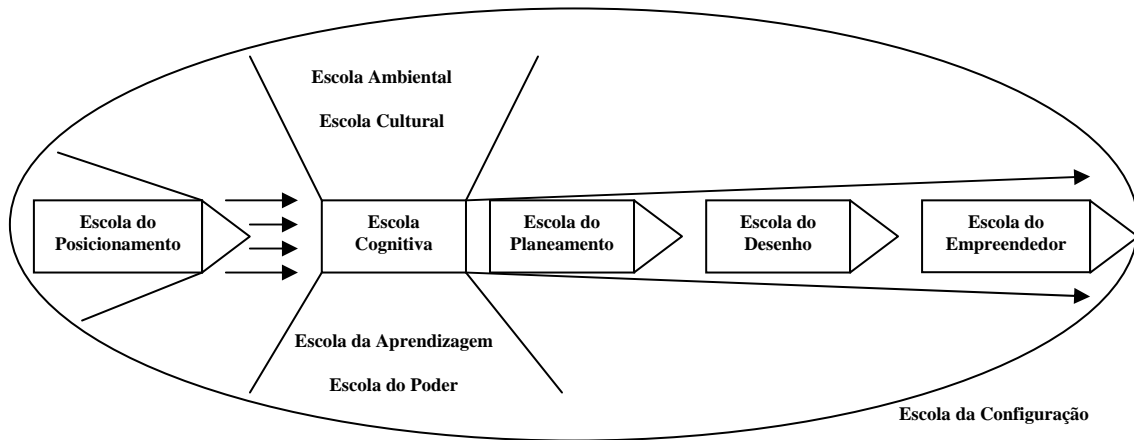 Escola Ambiental
Escola Cultural
Escola do
Posicionamento
Escola
Cognitiva
Escola do
Planeamento
Escola do
Desenho
Escola do
Empreendedor
Escola da Aprendizagem
Escola do Poder
Escola da Configuração